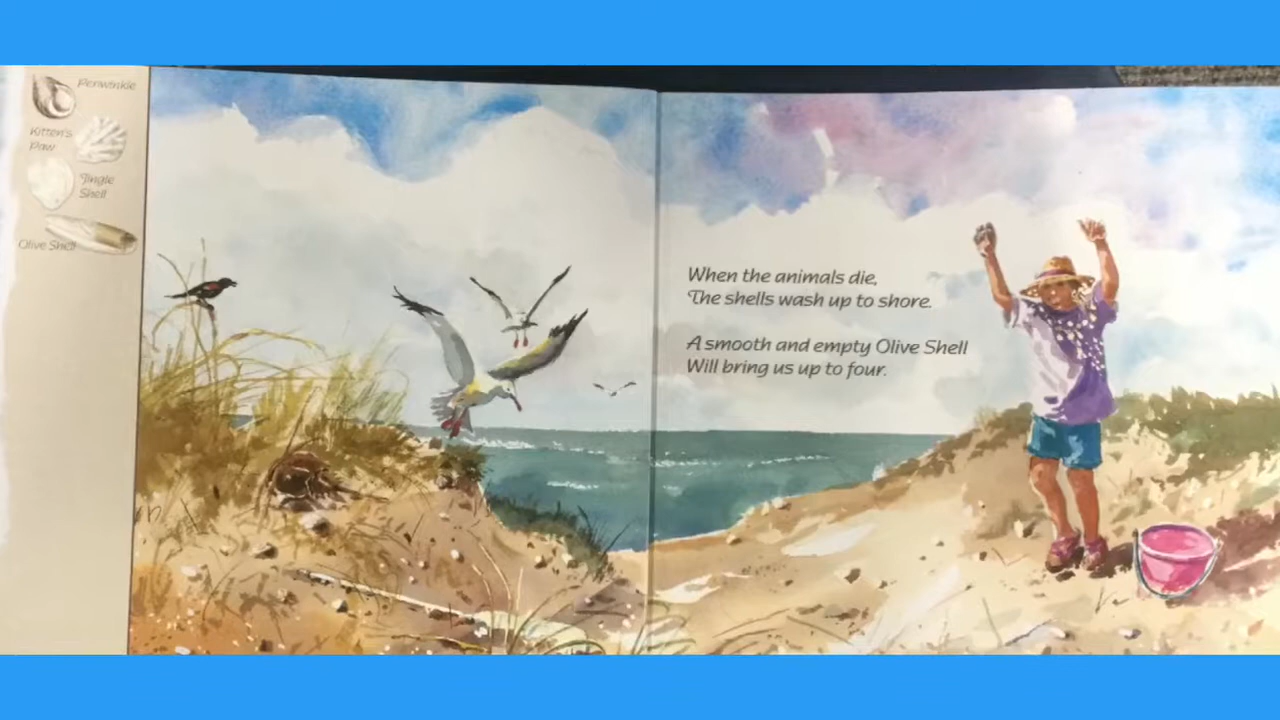 Periwinkle
Kitten's
Paw
Jingle
Shell
Olive Shell
When the animals die,
The shells wash up to shore.
A smooth and empty Olive Shell
Will bring us up to four.